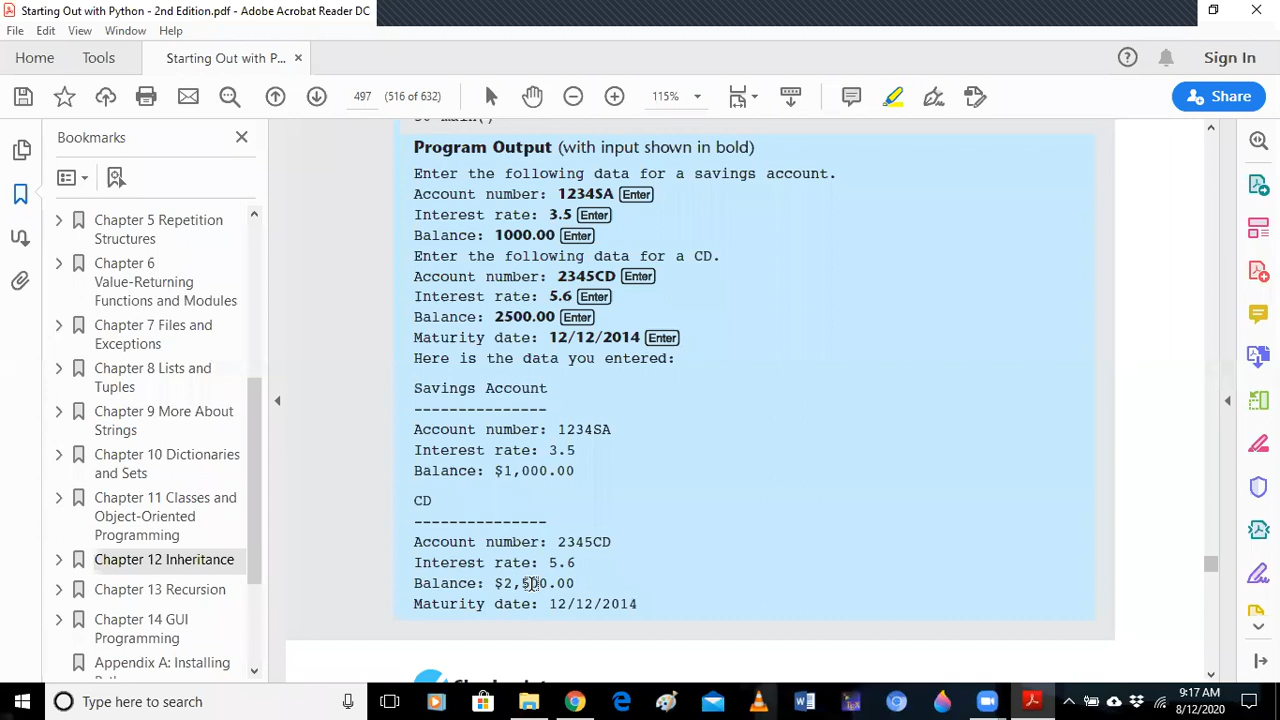 Starting Out with Python - 2nd Edition.pdf - Adobe Acrobat Reader DC
File Edit View Window Help
Home Tools Starting Out with P... × Sign In
497 (516 of 632) 115% Share
Bookmarks
Chapter 5 Repetition
Structures
Chapter 6
Value-Returning
Functions and Modules
Chapter 7 Files and
Exceptions
Chapter 8 Lists and
Tuples
Chapter 9 More About
Strings
Chapter 10 Dictionaries
and Sets
Chapter 11 Classes and
Object-Oriented
Programming
Chapter 12 Inheritance
Chapter 13 Recursion
Chapter 14 GUI
Programming
Appendix A: Installing
main()
Program Output (with input shown in bold)
Enter the following data for a savings account.
Account number: 1234SA Enter
Interest rate: 3.5 Enter
Balance: 1000.00 Enter
Enter the following data for a CD.
Account number: 2345CD Enter
Interest rate: 5.6 Enter
Balance: 2500.00 Enter
Maturity date: 12/12/2014 Enter
Here is the data you entered:
Savings Account
---------------
Account number: 1234SA
Interest rate: 3.5
Balance: $1,000.00
CD
---------------
Account number: 2345CD
Interest rate: 5.6
Balance: $2,500.00
Maturity date: 12/12/2014
Type here to search
9:17 AM
8/12/2020